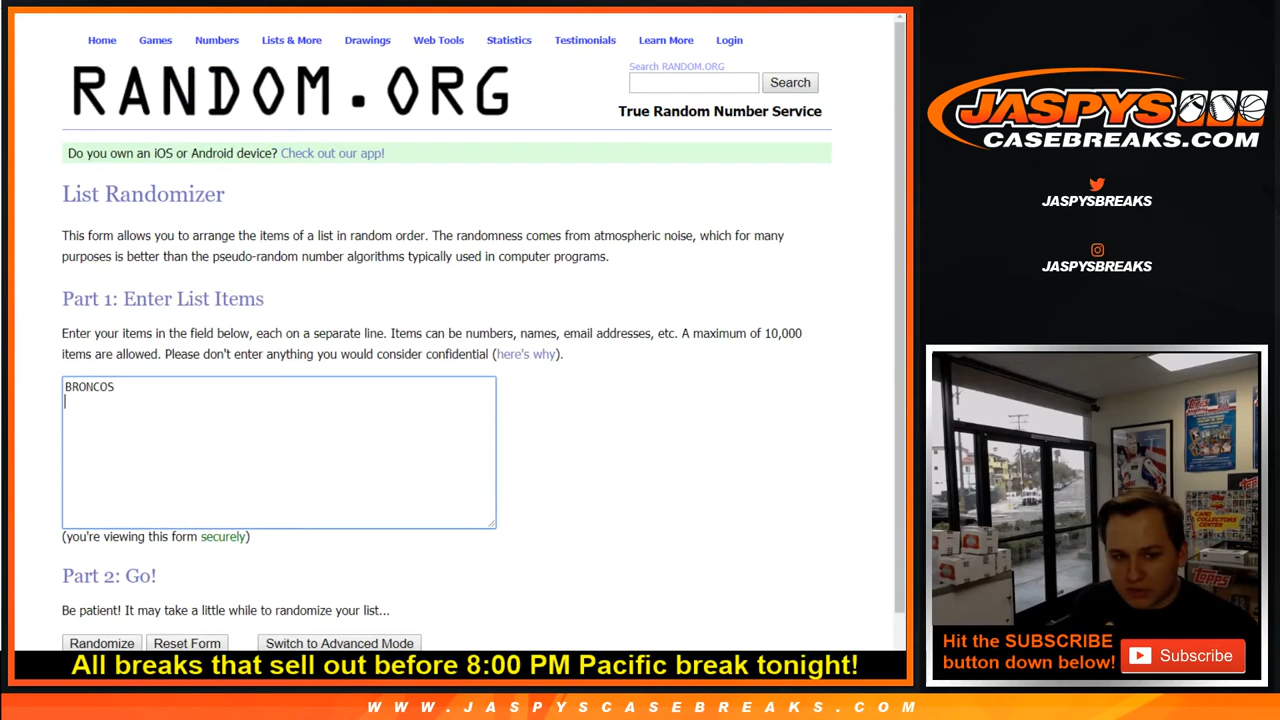 Home Games Numbers Lists & More Drawings Web Tools Statistics Testimonials Learn More Login
RANDOM.ORG
Search RANDOM.ORG
Search
True Random Number Service
Do you own an iOS or Android device? Check out our app!
List Randomizer
This form allows you to arrange the items of a list in random order. The randomness comes from atmospheric noise, which for many
purposes is better than the pseudo-random number algorithms typically used in computer programs.
Part 1: Enter List Items
Enter your items in the field below, each on a separate line. Items can be numbers, names, email addresses, etc. A maximum of 10,000
items are allowed. Please don't enter anything you would consider confidential (here's why).
BRONCOS
(you're viewing this form securely)
Part 2: Go!
Be patient! It may take a little while to randomize your list...
Randomize Reset Form Switch to Advanced Mode
All breaks that sell out before 8:00 PM Pacific break tonight!
JASPYS
CASEBREAKS.COM
JASPYSBREAKS
JASPYSBREAKS
TOPPS
CARD
COLLECTORS
CENTER
TOPPS
Hit the SUBSCRIBE
button down below!
Subscribe
WWW.JASPYSCASEBREAKS.COM